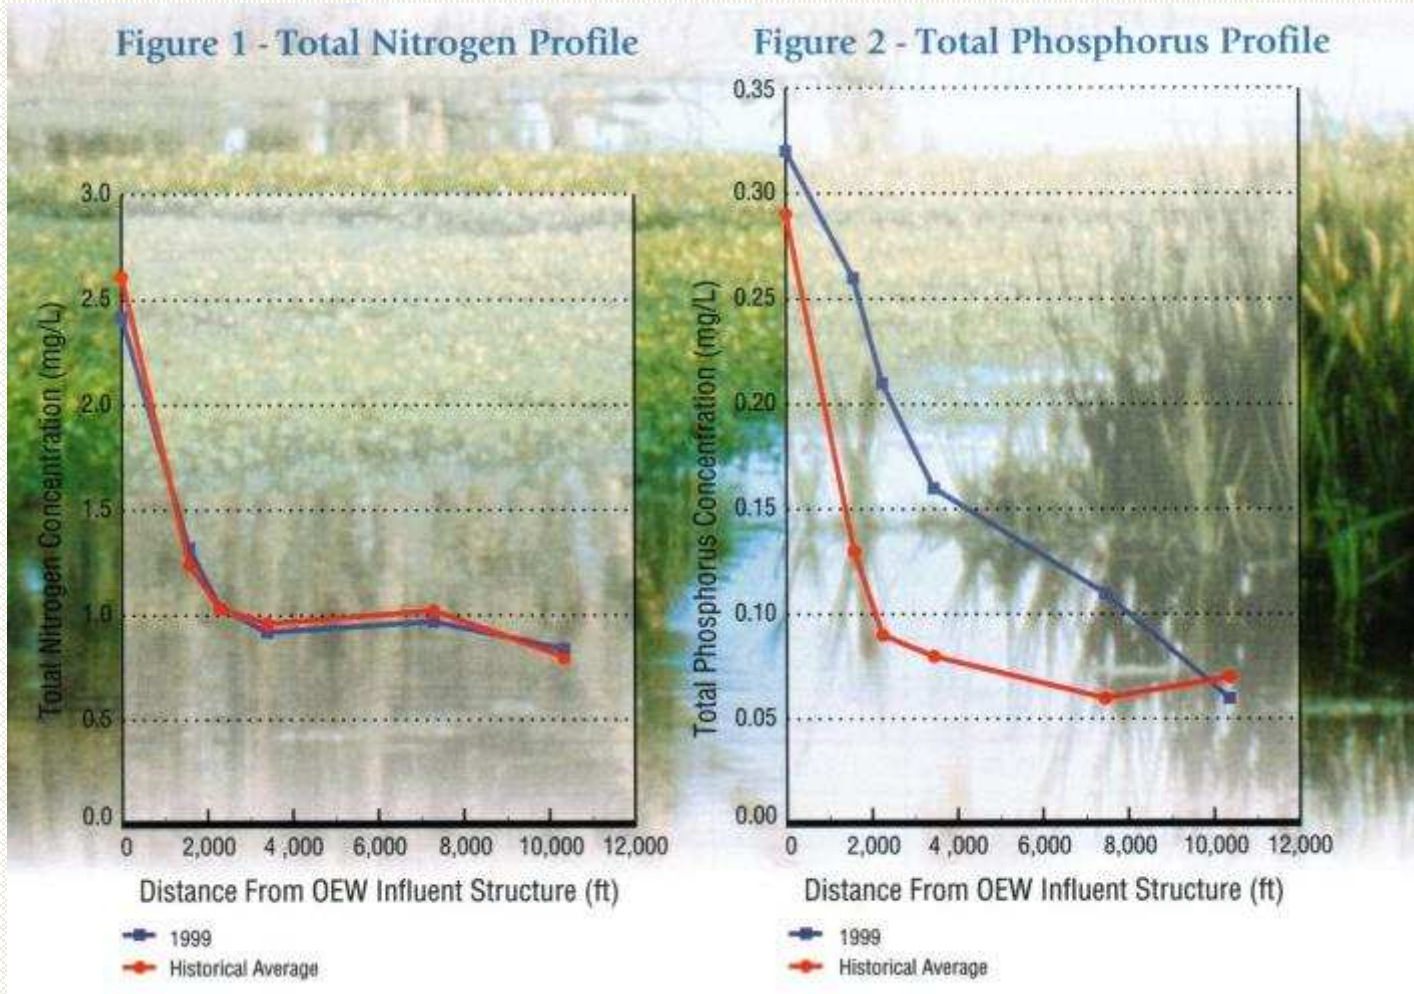 Figure 1 - Total Nitrogen Profile
3.0
2.5
2.0
1.5
1.0
0.5
0.0
Total Nitrogen Concentration (mg/L)
0 2,000 4 ,000 6,000 8,000 10,000 12,000
Distance From OEW Influent Structure (ft)
1999
Historical Average
Figure 2 - Total Phosphorus Profile
0.35
0.30
0.25
0.20
0.15
0.10
0.05
0.00
Total Phosphorus Concentration (mg/L)
0 2,000 4 ,000 6,000 8,000 10,000 12,000
Distance From OEW Influent Structure (ft)
1999
Historical Average